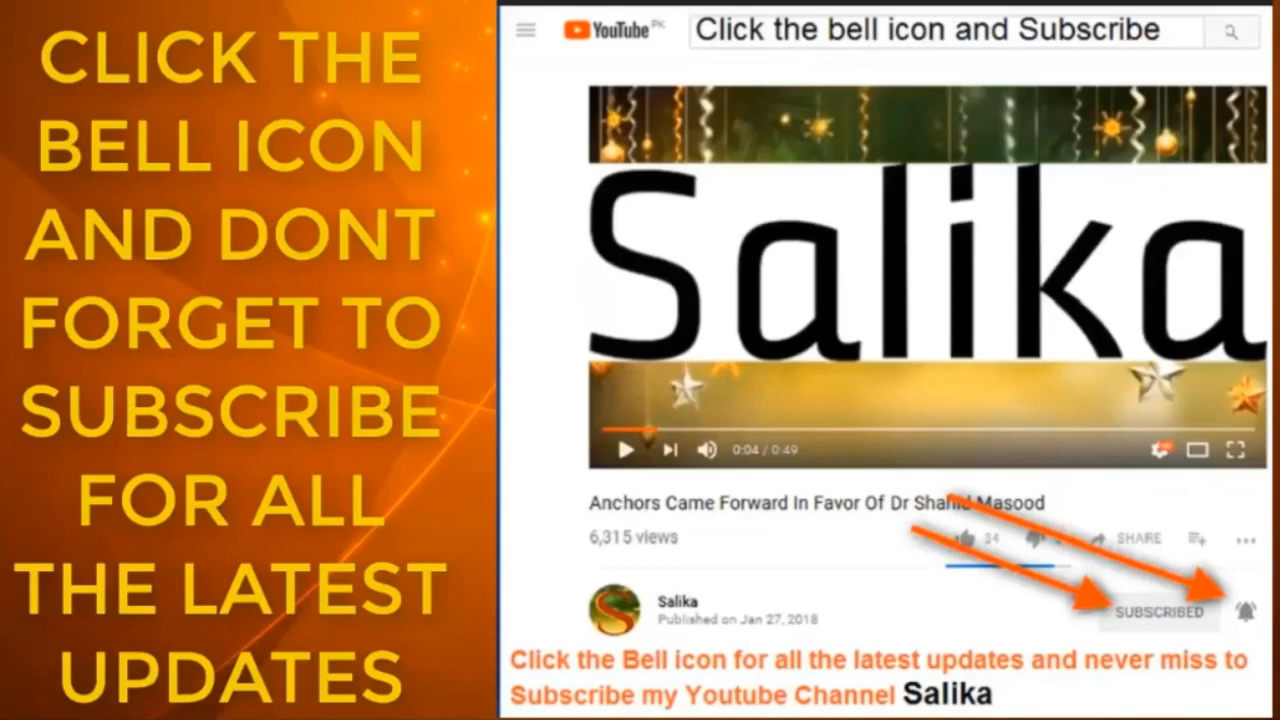 CLICK THE
BELL ICON
AND DONT
FORGET TO
SUBSCRIBE
FOR ALL
THE LATEST
UPDATES
YouTube PK
Click the bell icon and Subscribe
Salika
0:04 / 0:49
Anchors Came Forward In Favor Of Dr Shahid Masood
6,315 views
34
SHARE
Salika
Published on Jan 27, 2018
SUBSCRIBED
Click the Bell icon for all the latest updates and never miss to
Subscribe my Youtube Channel Salika